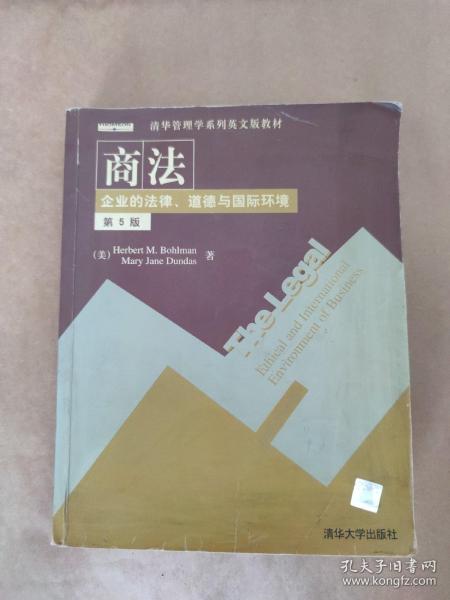 清华管理学系列英文版教材
商法
企业的法律、道德与国际环境
第5版
(美) Herbert M. Bohlman
Mary Jane Dundas 著
The Legal
Ethical and International
Environment of Business
清华大学出版社
孔夫子旧书网
www.kongfz.com